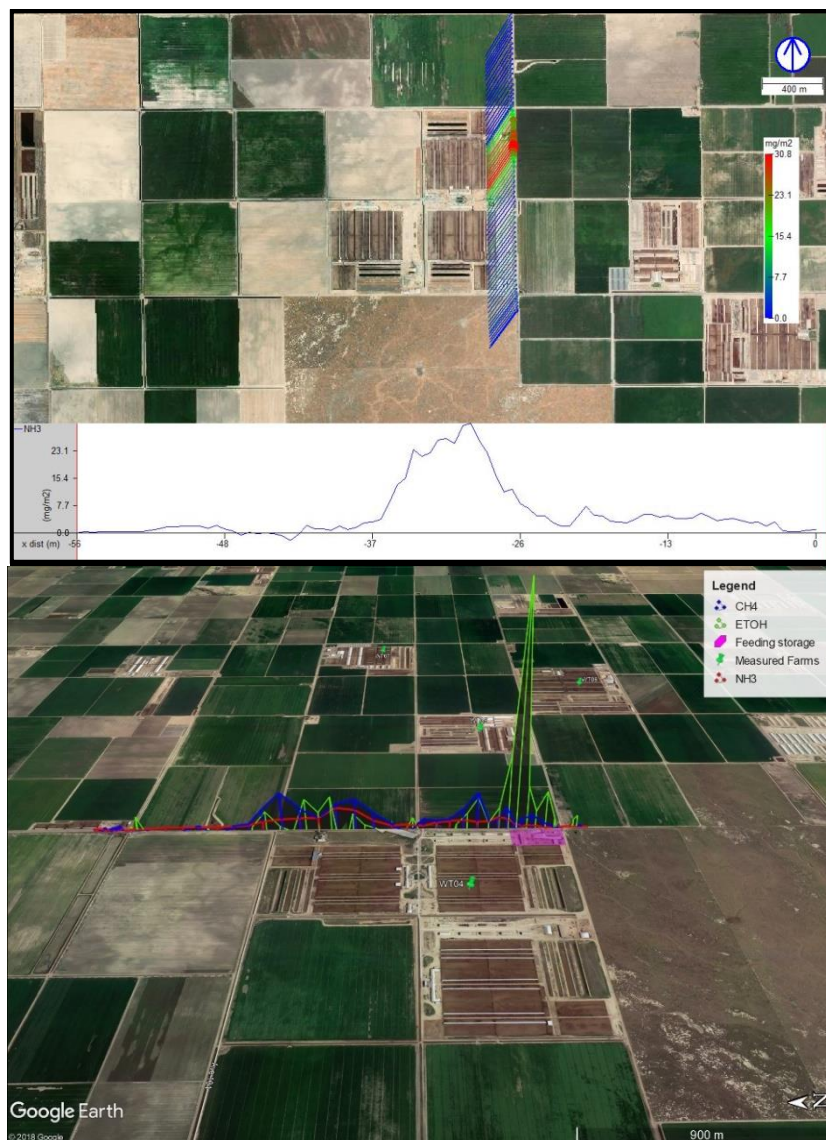 400 m
mg/m2
30.8
23.1
15.4
7.7
0.0
NH3
23.1
15.4
7.7
0.0
(mg/m2)
x dist (m)
-56
-48
-37
-26
-13
0
Legend
CH4
ETOH
Feeding storage
Measured Farms
NH3
WT04
Google Earth
© 2018 Google
900 m